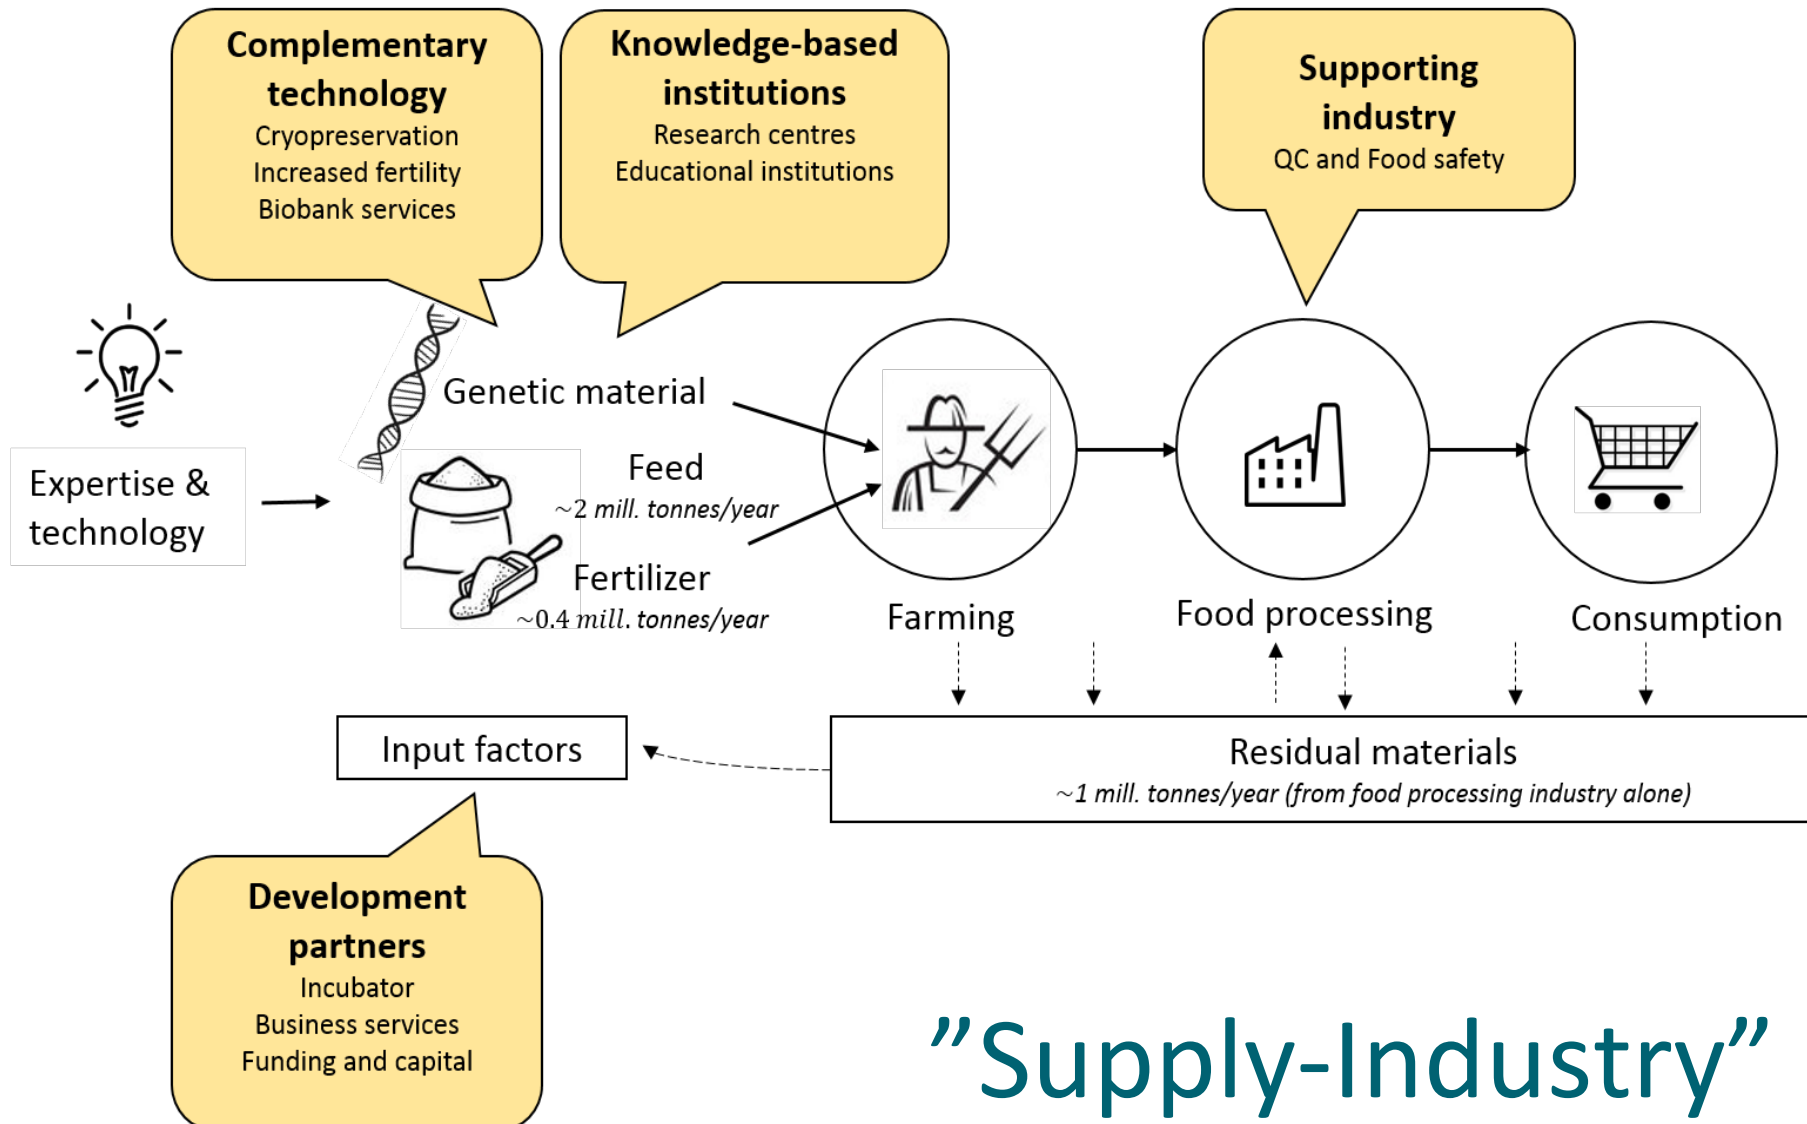 Complementary
technology
Cryopreservation
Increased fertility
Biobank services
Knowledge-based
institutions
Research centres
Educational institutions
Supporting
industry
QC and Food safety
Expertise &
technology
Genetic material
Feed
~2 mill. tonnes/year
Fertilizer
~0.4 mill. tonnes/year
Farming
Food processing
Consumption
Input factors
Residual materials
~1 mill. tonnes/year (from food processing industry alone)
Development
partners
Incubator
Business services
Funding and capital
”Supply-Industry”